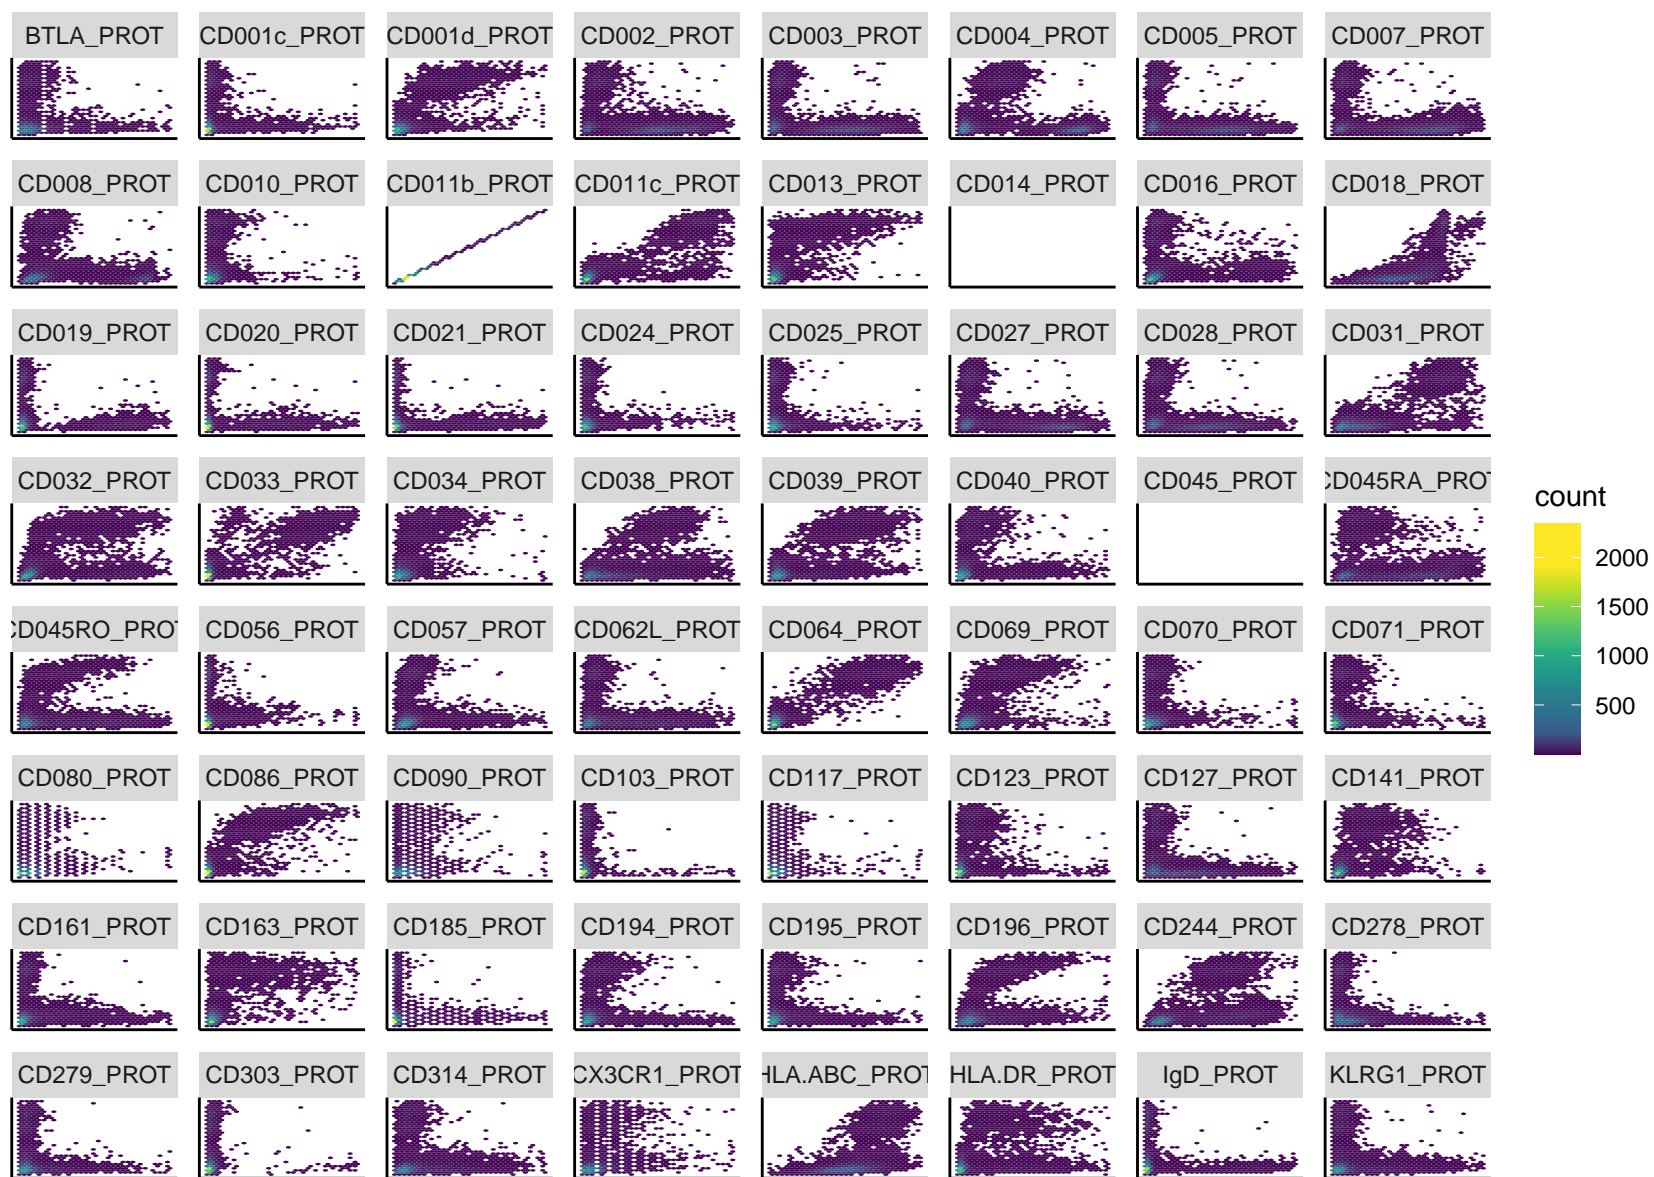 BTLA_PROT CD001c_PROT CD001d_PROT CD002_PROT CD003_PROT CD004_PROT CD005_PROT CD007_PROT
CD008_PROT CD010_PROT CD011b_PROT CD011c_PROT CD013_PROT CD014_PROT CD016_PROT CD018_PROT
CD019_PROT CD020_PROT CD021_PROT CD024_PROT CD025_PROT CD027_PROT CD028_PROT CD031_PROT
CD032_PROT CD033_PROT CD034_PROT CD038_PROT CD039_PROT CD040_PROT CD045_PROT CD045RA_PROT
CD045RO_PROT CD056_PROT CD057_PROT CD062L_PROT CD064_PROT CD069_PROT CD070_PROT CD071_PROT
CD080_PROT CD086_PROT CD090_PROT CD103_PROT CD117_PROT CD123_PROT CD127_PROT CD141_PROT
CD161_PROT CD163_PROT CD185_PROT CD194_PROT CD195_PROT CD196_PROT CD244_PROT CD278_PROT
CD279_PROT CD303_PROT CD314_PROT CX3CR1_PROT HLA.ABC_PROT HLA.DR_PROT IgD_PROT KLRG1_PROT
count
2000
1500
1000
500